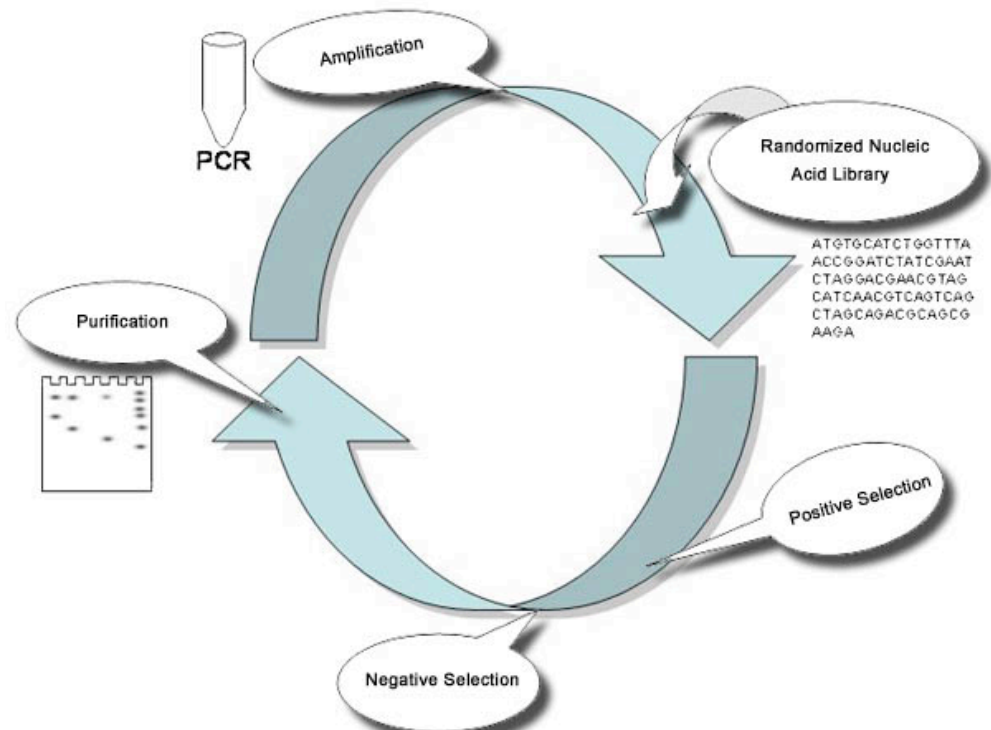 Amplification
PCR
Randomized Nucleic
Acid Library
ATGTGCATCTGGTTTA
ACCGGATCTATCGAAT
CTAGGACGAACGTAG
CATCAACGTCAGTCAG
CTAGCAGACGCAGCG
AAGA
Purification
Positive Selection
Negative Selection